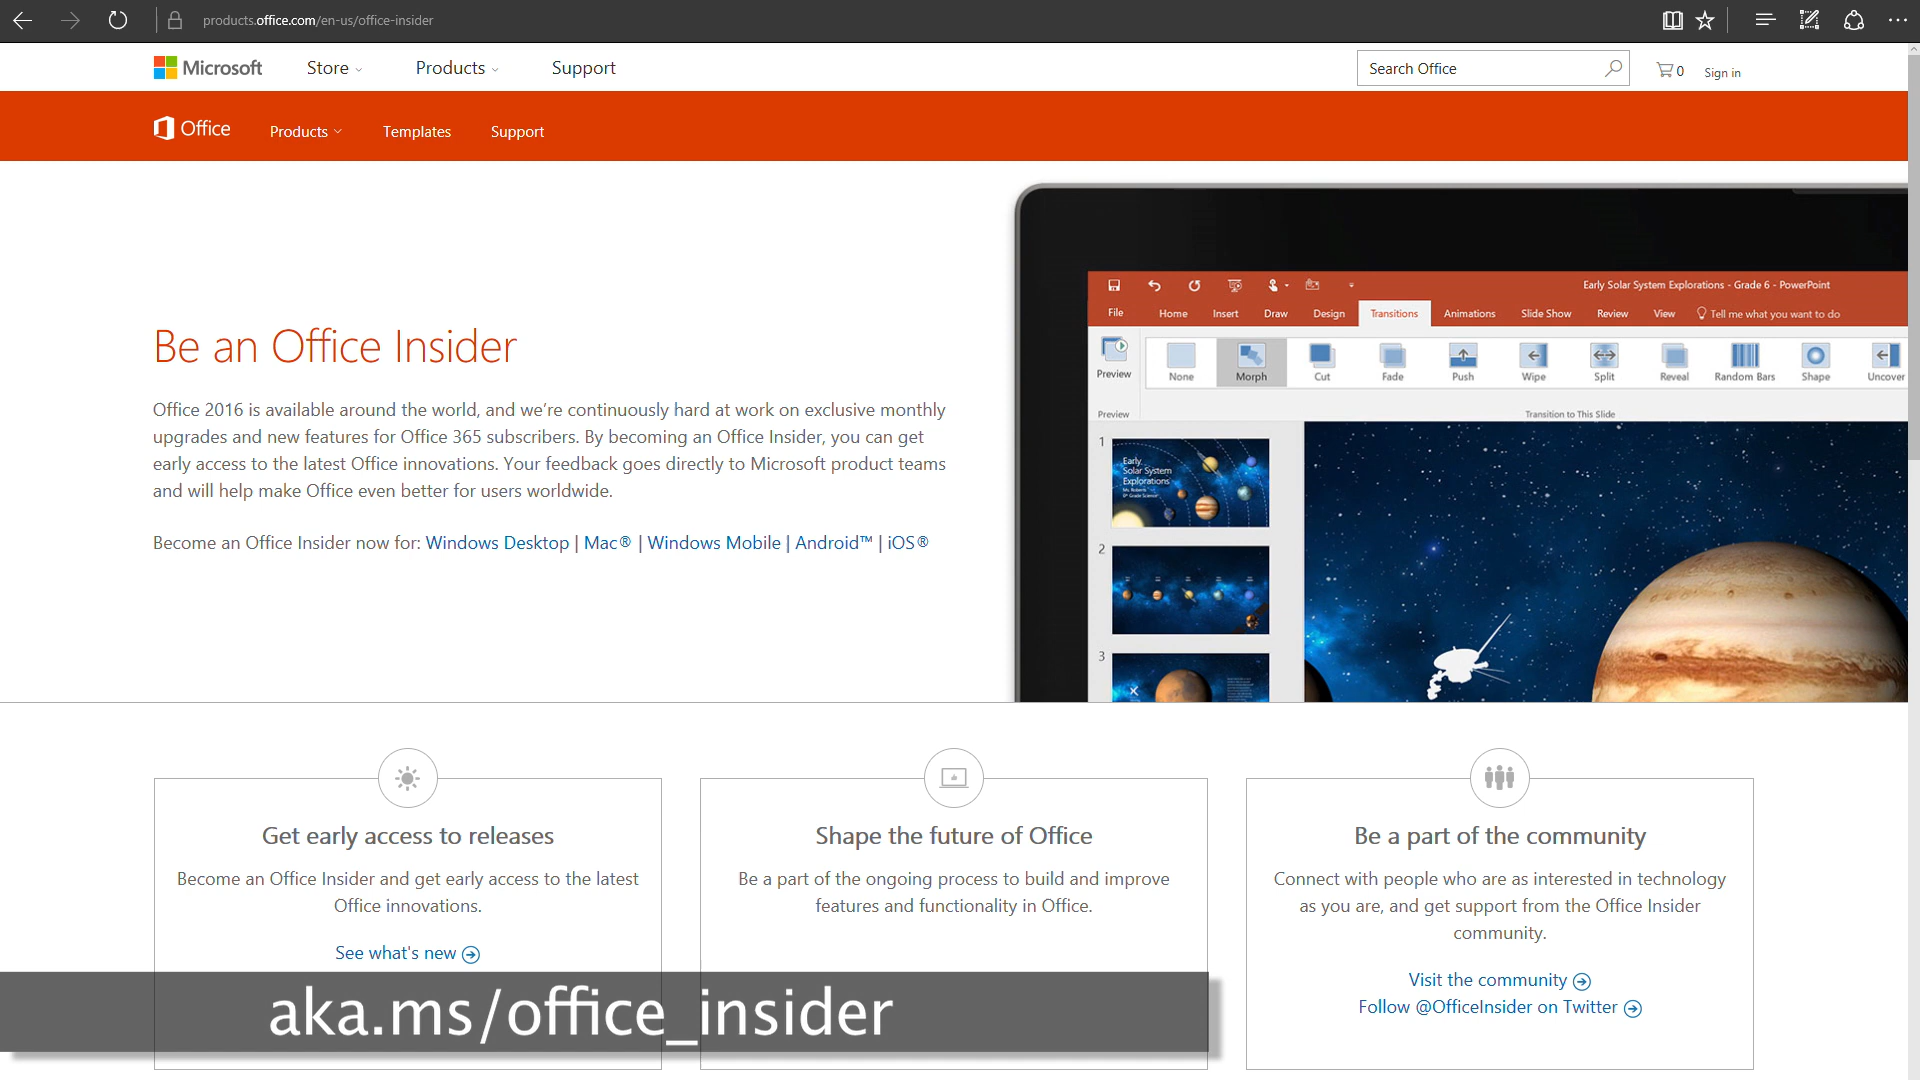 products.office.com/en-us/office-insider
Microsoft Store Products Support Search Office 0 Sign in
Office Products Templates Support
Be an Office Insider
Office 2016 is available around the world, and we're continuously hard at work on exclusive monthly
upgrades and new features for Office 365 subscribers. By becoming an Office Insider, you can get
early access to the latest Office innovations. Your feedback goes directly to Microsoft product teams
and will help make Office even better for users worldwide.
Become an Office Insider now for: Windows Desktop | Mac® | Windows Mobile | Android™ | iOS®
Early Solar System Explorations - Grade 6 - PowerPoint
File Home Insert Draw Design Transitions Animations Slide Show Review View Tell me what you want to do
Preview None Morph Cut Fade Push Wipe Split Reveal Random Bars Shape Uncover
Preview Transition to This Slide
1
Early
Solar System
Explorations
Ms. Roberts
6th Grade Science
2
3
Get early access to releases
Become an Office Insider and get early access to the latest
Office innovations.
See what's new
Shape the future of Office
Be a part of the ongoing process to build and improve
features and functionality in Office.
Be a part of the community
Connect with people who are as interested in technology
as you are, and get support from the Office Insider
community.
Visit the community
Follow @OfficeInsider on Twitter
aka.ms/office_insider